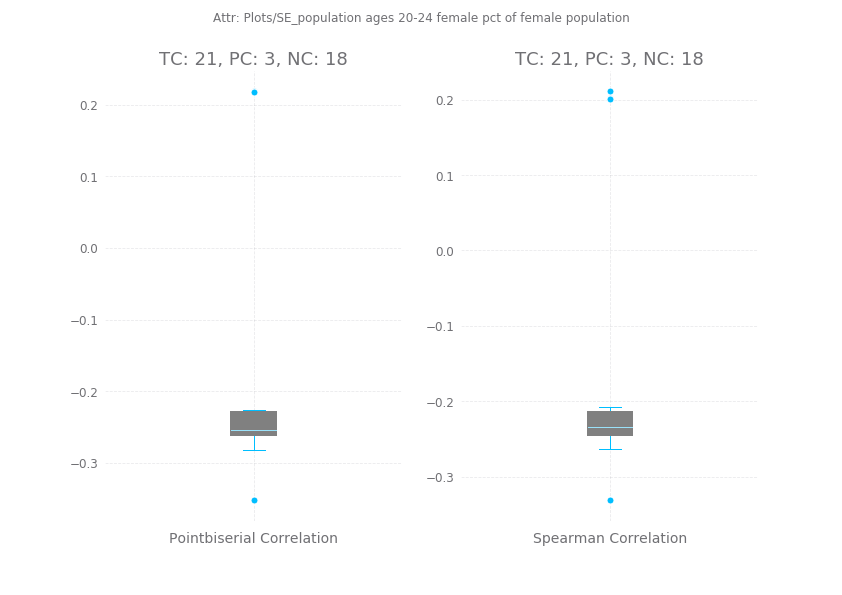 Attr: Plots/SE_population ages 20-24 female pct of female population
TC: 21, PC: 3, NC: 18
0.2
0.1
0.0
−0.1
−0.2
−0.3
Pointbiserial Correlation
TC: 21, PC: 3, NC: 18
0.2
0.1
0.0
−0.1
−0.2
−0.3
Spearman Correlation